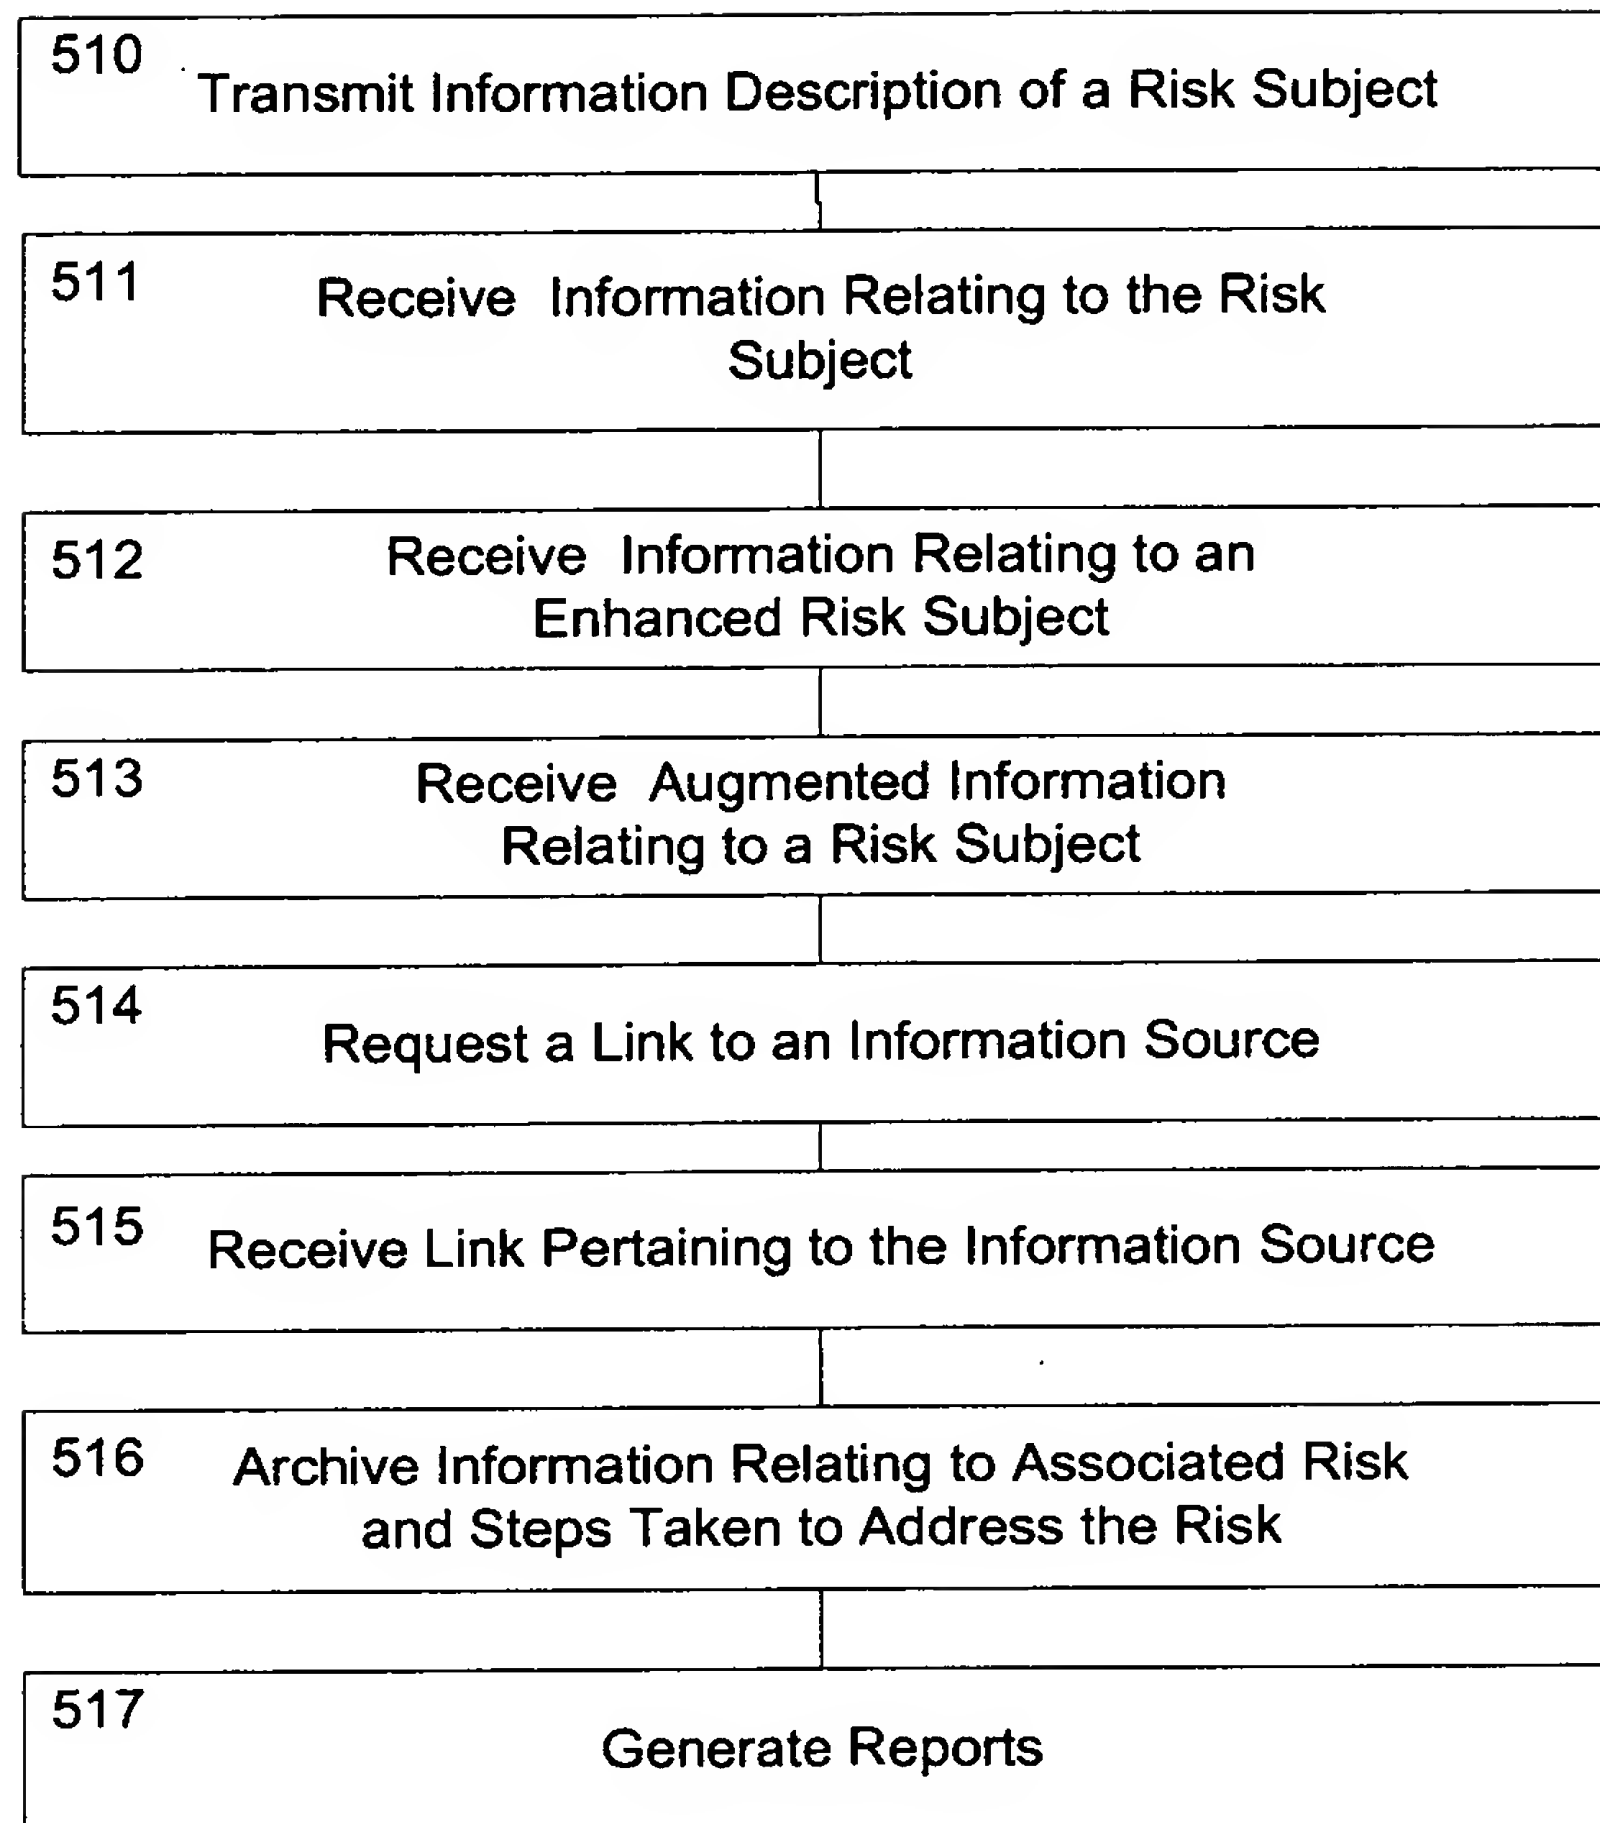 510
Transmit Information Description of a Risk Subject
511
Receive Information Relating to the Risk
Subject
512
Receive Information Relating to an
Enhanced Risk Subject
513
Receive Augmented Information
Relating to a Risk Subject
514
Request a Link to an Information Source
515
Receive Link Pertaining to the Information Source
516
Archive Information Relating to Associated Risk
and Steps Taken to Address the Risk
517
Generate Reports